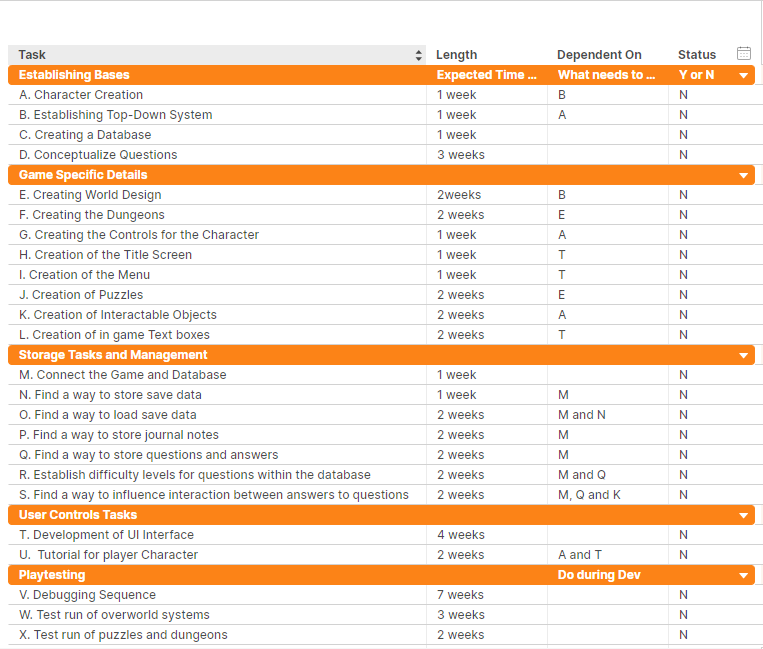 Task Length Dependent On Status
Establishing Bases Expected Time ... What needs to ... Y or N
A. Character Creation 1 week B N
B. Establishing Top-Down System 1 week A N
C. Creating a Database 1 week N
D. Conceptualize Questions 3 weeks N
Game Specific Details
E. Creating World Design 2weeks B N
F. Creating the Dungeons 2 weeks E N
G. Creating the Controls for the Character 1 week A N
H. Creation of the Title Screen 1 week T N
I. Creation of the Menu 1 week T N
J. Creation of Puzzles 2 weeks E N
K. Creation of Interactable Objects 2 weeks A N
L. Creation of in game Text boxes 2 weeks T N
Storage Tasks and Management
M. Connect the Game and Database 1 week N
N. Find a way to store save data 1 week M N
O. Find a way to load save data 2 weeks M and N N
P. Find a way to store journal notes 2 weeks M N
Q. Find a way to store questions and answers 2 weeks M N
R. Establish difficulty levels for questions within the database 2 weeks M and Q N
S. Find a way to influence interaction between answers to questions 2 weeks M, Q and K N
User Controls Tasks
T. Development of UI Interface 4 weeks N
U. Tutorial for player Character 2 weeks A and T N
Playtesting Do during Dev
V. Debugging Sequence 7 weeks N
W. Test run of overworld systems 3 weeks N
X. Test run of puzzles and dungeons 2 weeks N